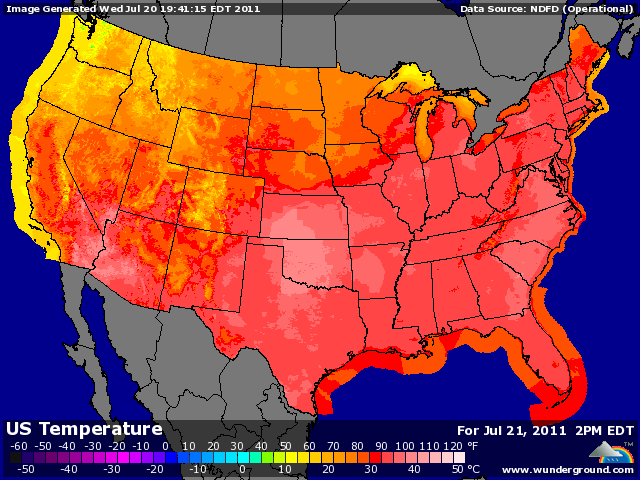 Image Generated Wed Jul 20 19:41:15 EDT 2011 Data Source: NDFD (Operational)
US Temperature For Jul 21, 2011 2PM EDT
-60 -50 -40 -30 -20 -10 0 10 20 30 40 50 60 70 80 90 100 110 120 °F
-50 -40 -30 -20 -10 0 10 20 30 40 50 °C
TM
www.wunderground.com